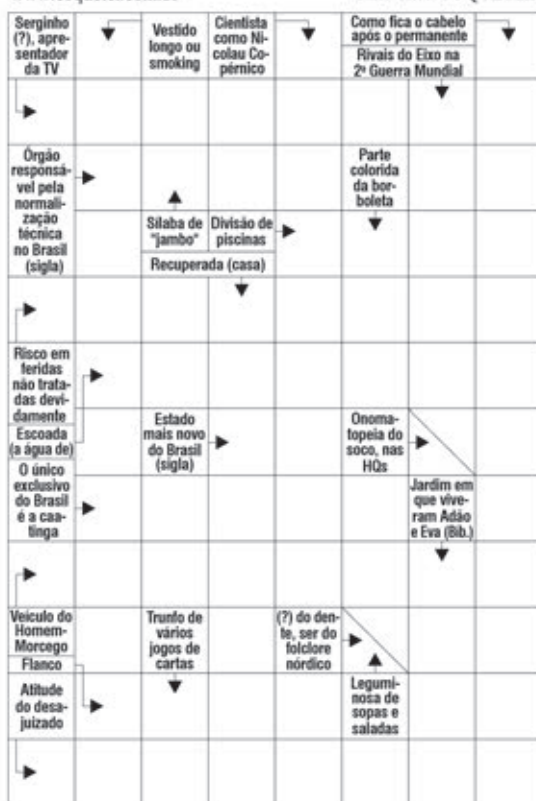 Serginho
(?), apre-
sentador
da TV
Vestido
longo ou
smoking
Cientista
como Ni-
colau Co-
pérnico
Como fica o cabelo
após o permanente
Rivais do Eixo na
2ª Guerra Mundial
Órgão
responsá-
vel pela
normali-
zação
técnica
no Brasil
(sigla)
Parte
colorida
da bor-
boleta
Sílaba de
"jambo"
Divisão de
piscinas
Recuperada (casa)
Risco em
feridas
não trata-
das devi-
damente
Escoada
(a água de)
Estado
mais novo
do Brasil
(sigla)
Onoma-
topeia do
soco, nas
HQs
O único
exclusivo
do Brasil
é a caa-
tinga
Jardim em
que vive-
ram Adão
e Eva (Bíb.)
Veículo do
Homem-
Morcego
Flanco
Trunfo de
vários
jogos de
cartas
(?) do den-
te, ser do
folclore
nórdico
Atitude
do desa-
juizado
Legumi-
nosa de
sopas e
saladas